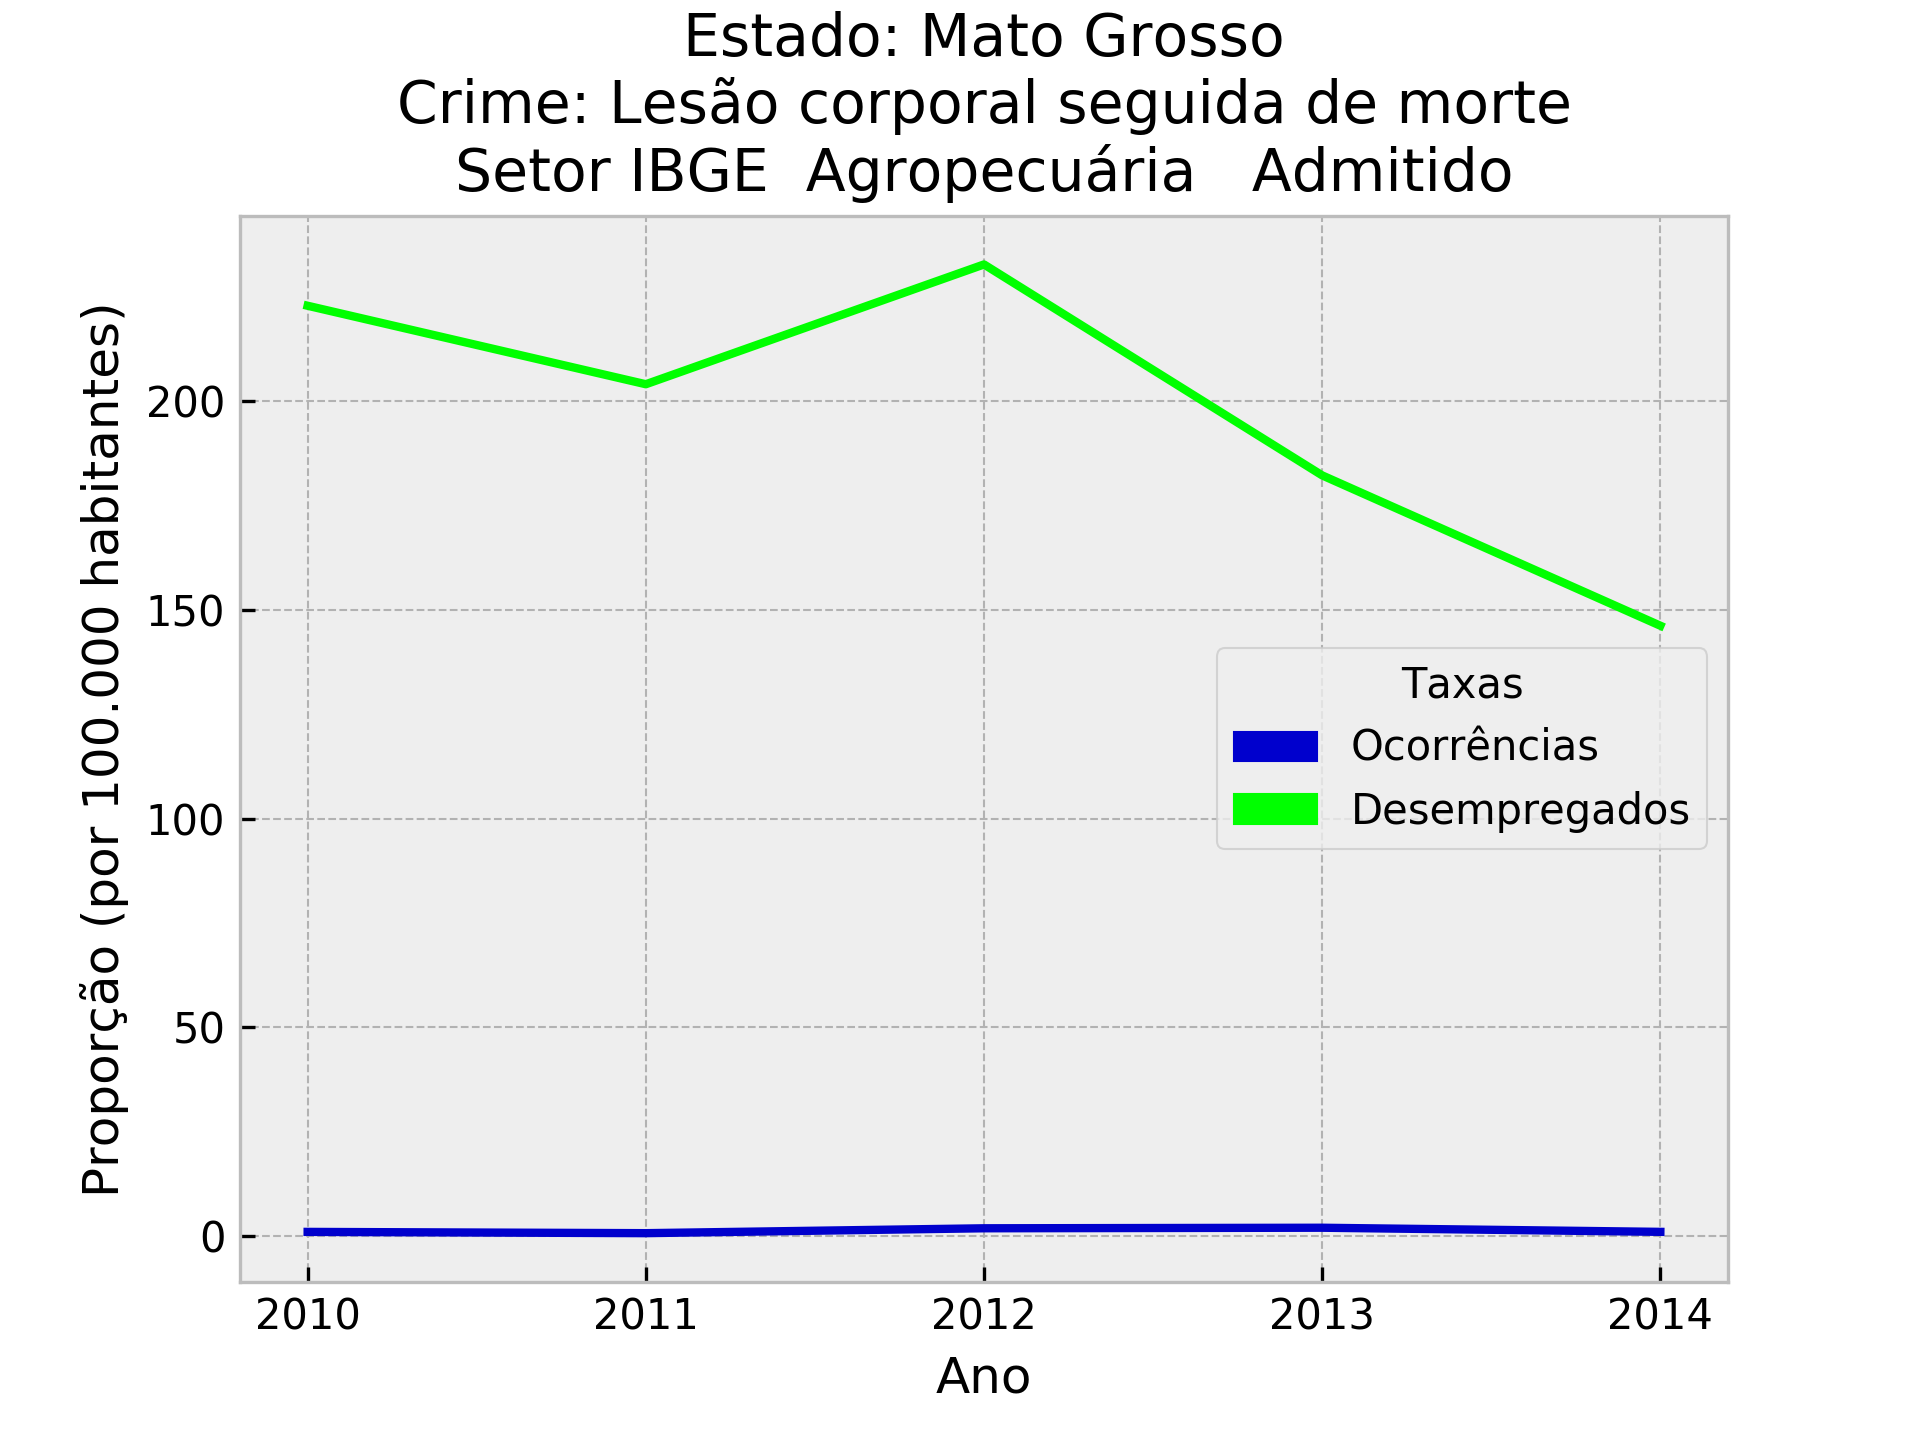 Estado: Mato Grosso
Crime: Lesão corporal seguida de morte
Setor IBGE  Agropecuária   Admitido
Proporção (por 100.000 habitantes)
200
150
100
50
0
Taxas
Ocorrências
Desempregados
2010 2011 2012 2013 2014
Ano